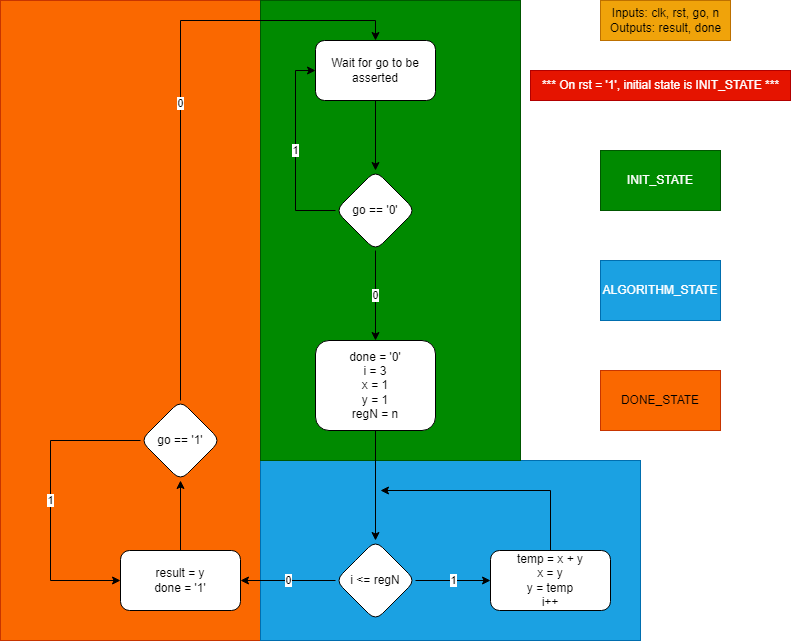 Inputs: clk, rst, go, n
Outputs: result, done
*** On rst = '1', initial state is INIT_STATE ***
0
Wait for go to be
asserted
1
INIT_STATE
go == '0'
0
ALGORITHM_STATE
done = '0'
i = 3
x = 1
y = 1
regN = n
DONE_STATE
go == '1'
1
result = y
done = '1'
0
i <= regN
1
temp = x + y
x = y
y = temp
i++